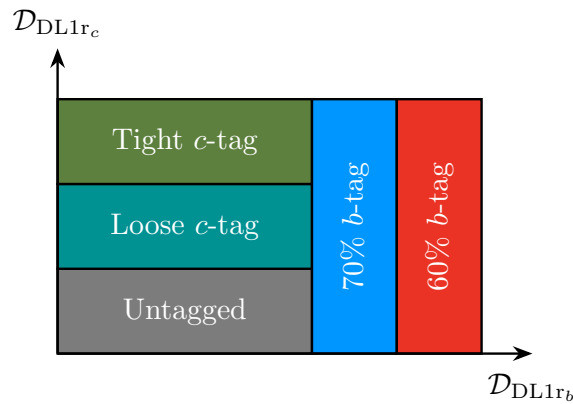 𝒟_DL1r_c
Tight c-tag
Loose c-tag
Untagged
70% b-tag
60% b-tag
𝒟_DL1r_b